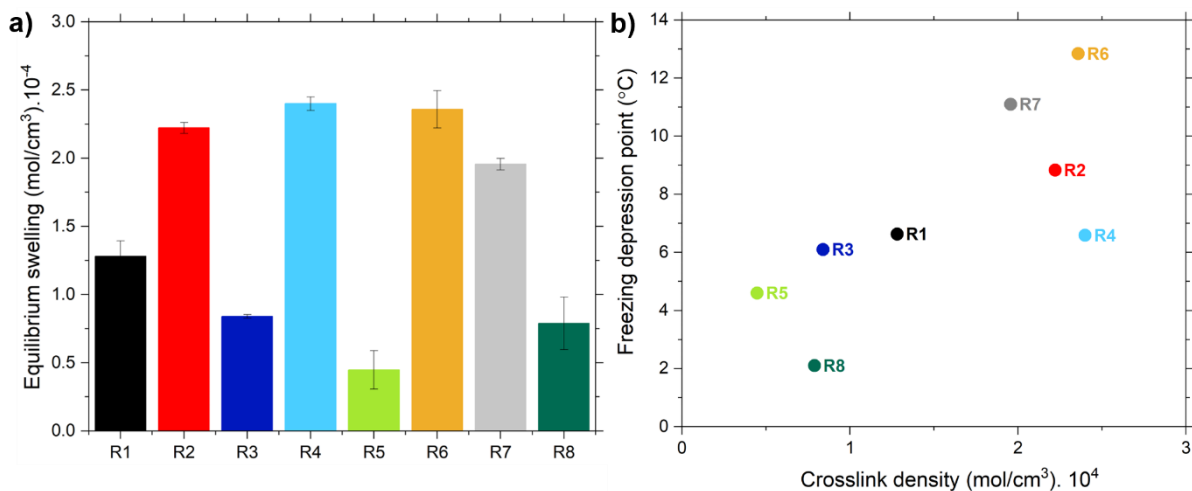 a)
Equilibrium swelling (mol/cm³).10⁻⁴
3.0
2.5
2.0
1.5
1.0
0.5
0.0
R1 R2 R3 R4 R5 R6 R7 R8
b)
Freezing depression point (°C)
14
12
10
8
6
4
2
0
R6
R7
R2
R1
R4
R3
R5
R8
0 1 2 3
Crosslink density (mol/cm³). 10⁴